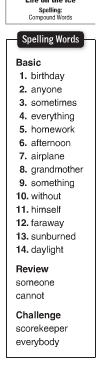 Life on the Ice
Spelling:
Compound Words
Spelling Words
Basic
1. birthday
2. anyone
3. sometimes
4. everything
5. homework
6. afternoon
7. airplane
8. grandmother
9. something
10. without
11. himself
12. faraway
13. sunburned
14. daylight
Review
someone
cannot
Challenge
scorekeeper
everybody